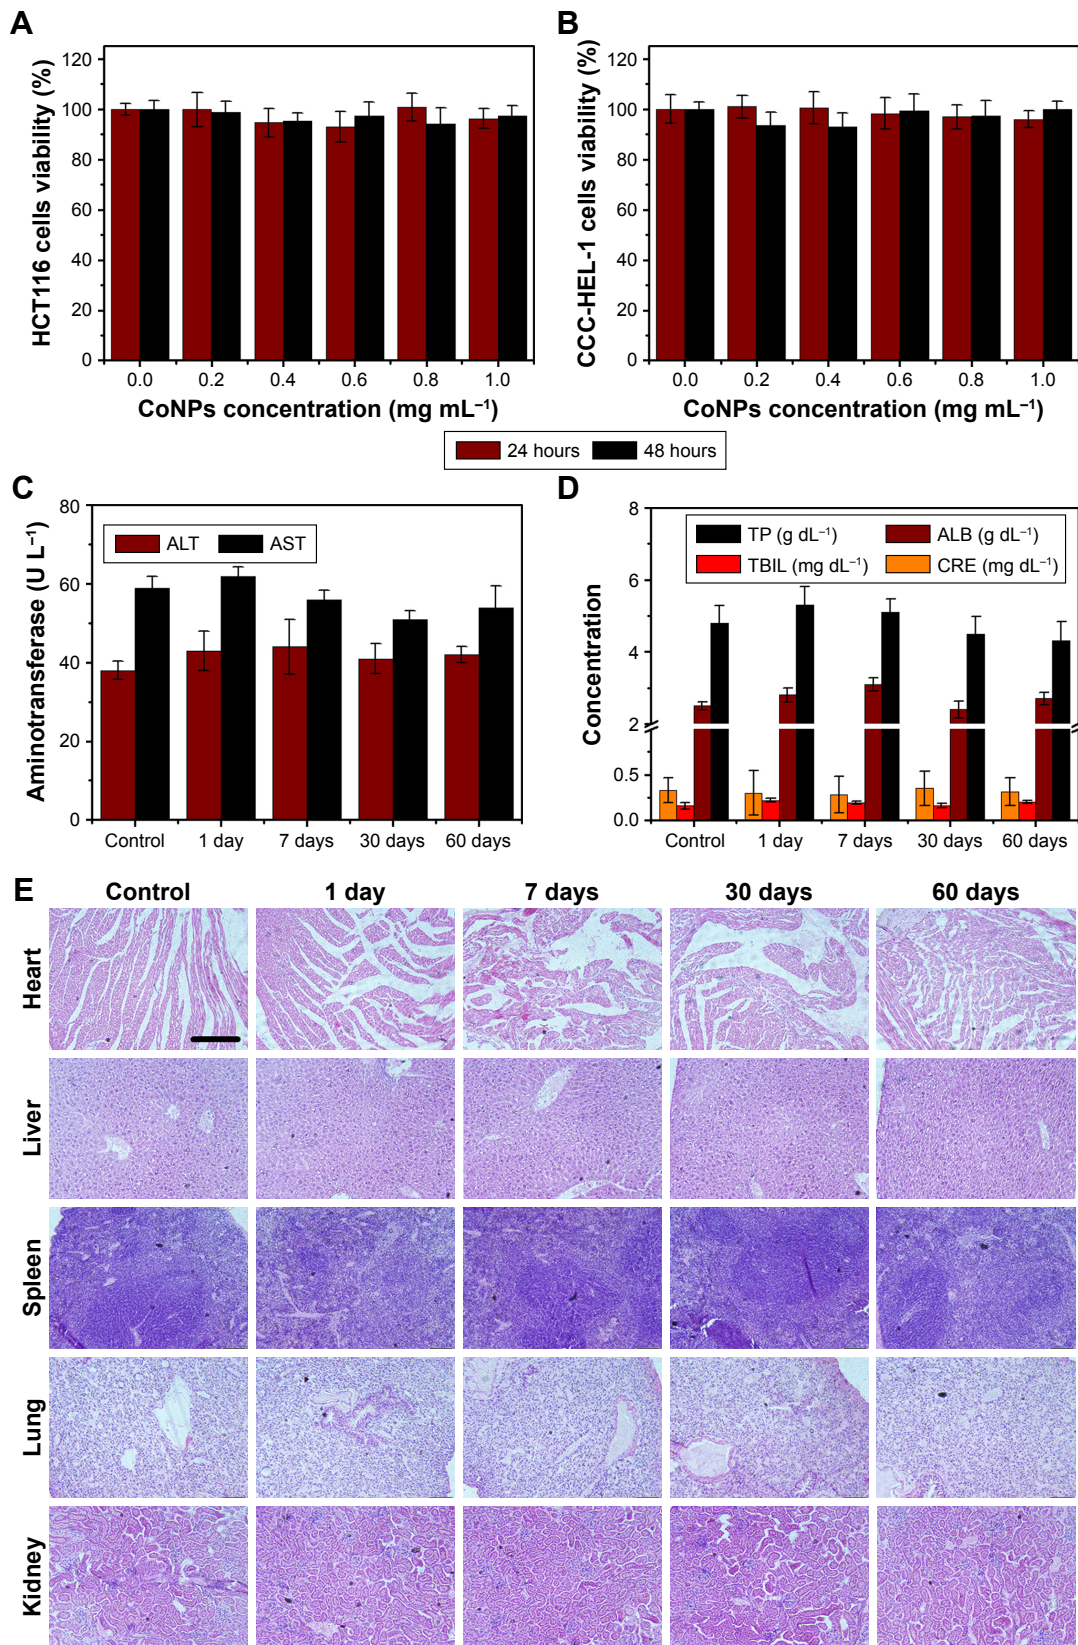 A
HCT116 cells viability (%)
120
100
80
60
40
20
0
0.0 0.2 0.4 0.6 0.8 1.0
CoNPs concentration (mg mL⁻¹)
B
CCC-HEL-1 cells viability (%)
120
100
80
60
40
20
0
0.0 0.2 0.4 0.6 0.8 1.0
CoNPs concentration (mg mL⁻¹)
24 hours 48 hours
C
Aminotransferase (U L⁻¹)
80
60
40
20
0
ALT AST
Control 1 day 7 days 30 days 60 days
D
Concentration
8
6
4
2
0.5
0.0
TP (g dL⁻¹) ALB (g dL⁻¹)
TBIL (mg dL⁻¹) CRE (mg dL⁻¹)
Control 1 day 7 days 30 days 60 days
E
Control 1 day 7 days 30 days 60 days
Heart
Liver
Spleen
Lung
Kidney